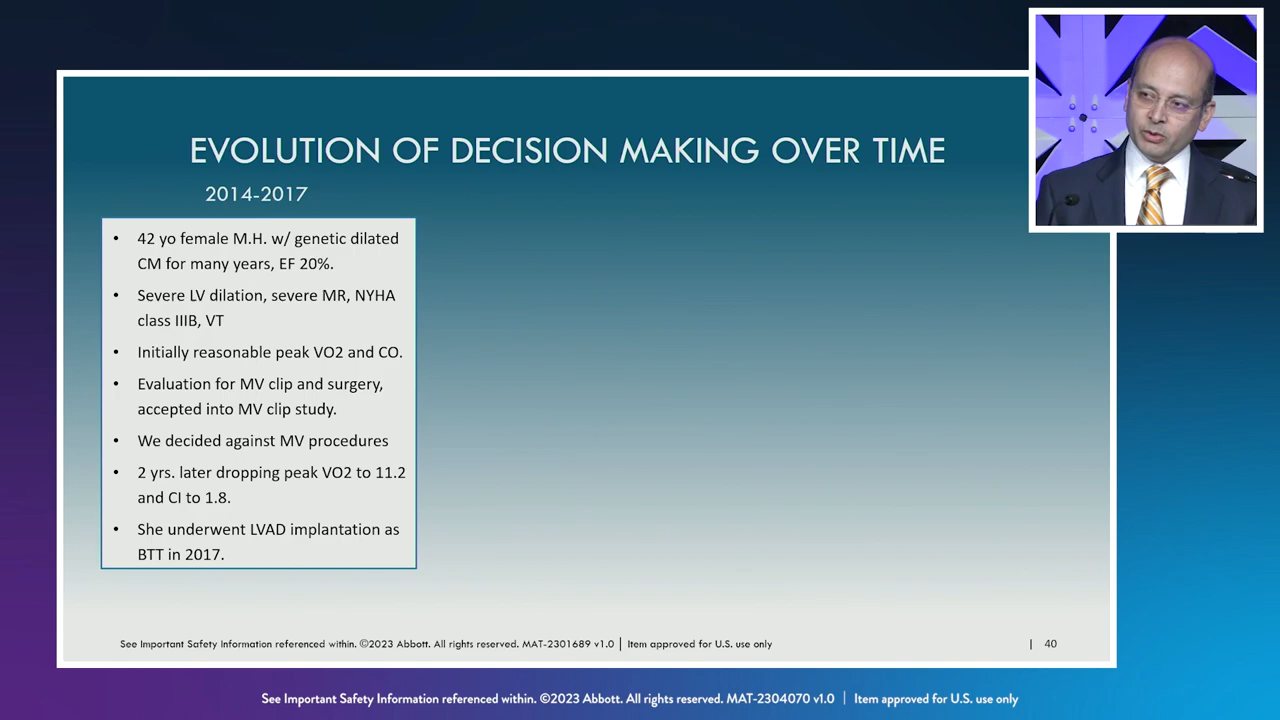 EVOLUTION OF DECISION MAKING OVER TIME
2014-2017
• 42 yo female M.H. w/ genetic dilated
CM for many years, EF 20%.
• Severe LV dilation, severe MR, NYHA
class IIIB, VT
• Initially reasonable peak VO2 and CO.
• Evaluation for MV clip and surgery,
accepted into MV clip study.
• We decided against MV procedures
• 2 yrs. later dropping peak VO2 to 11.2
and CI to 1.8.
• She underwent LVAD implantation as
BTT in 2017.
See Important Safety Information referenced within. ©2023 Abbott. All rights reserved. MAT-2301689 v1.0 | Item approved for U.S. use only
| 40
See Important Safety Information referenced within. ©2023 Abbott. All rights reserved. MAT-2304070 v1.0 | Item approved for U.S. use only